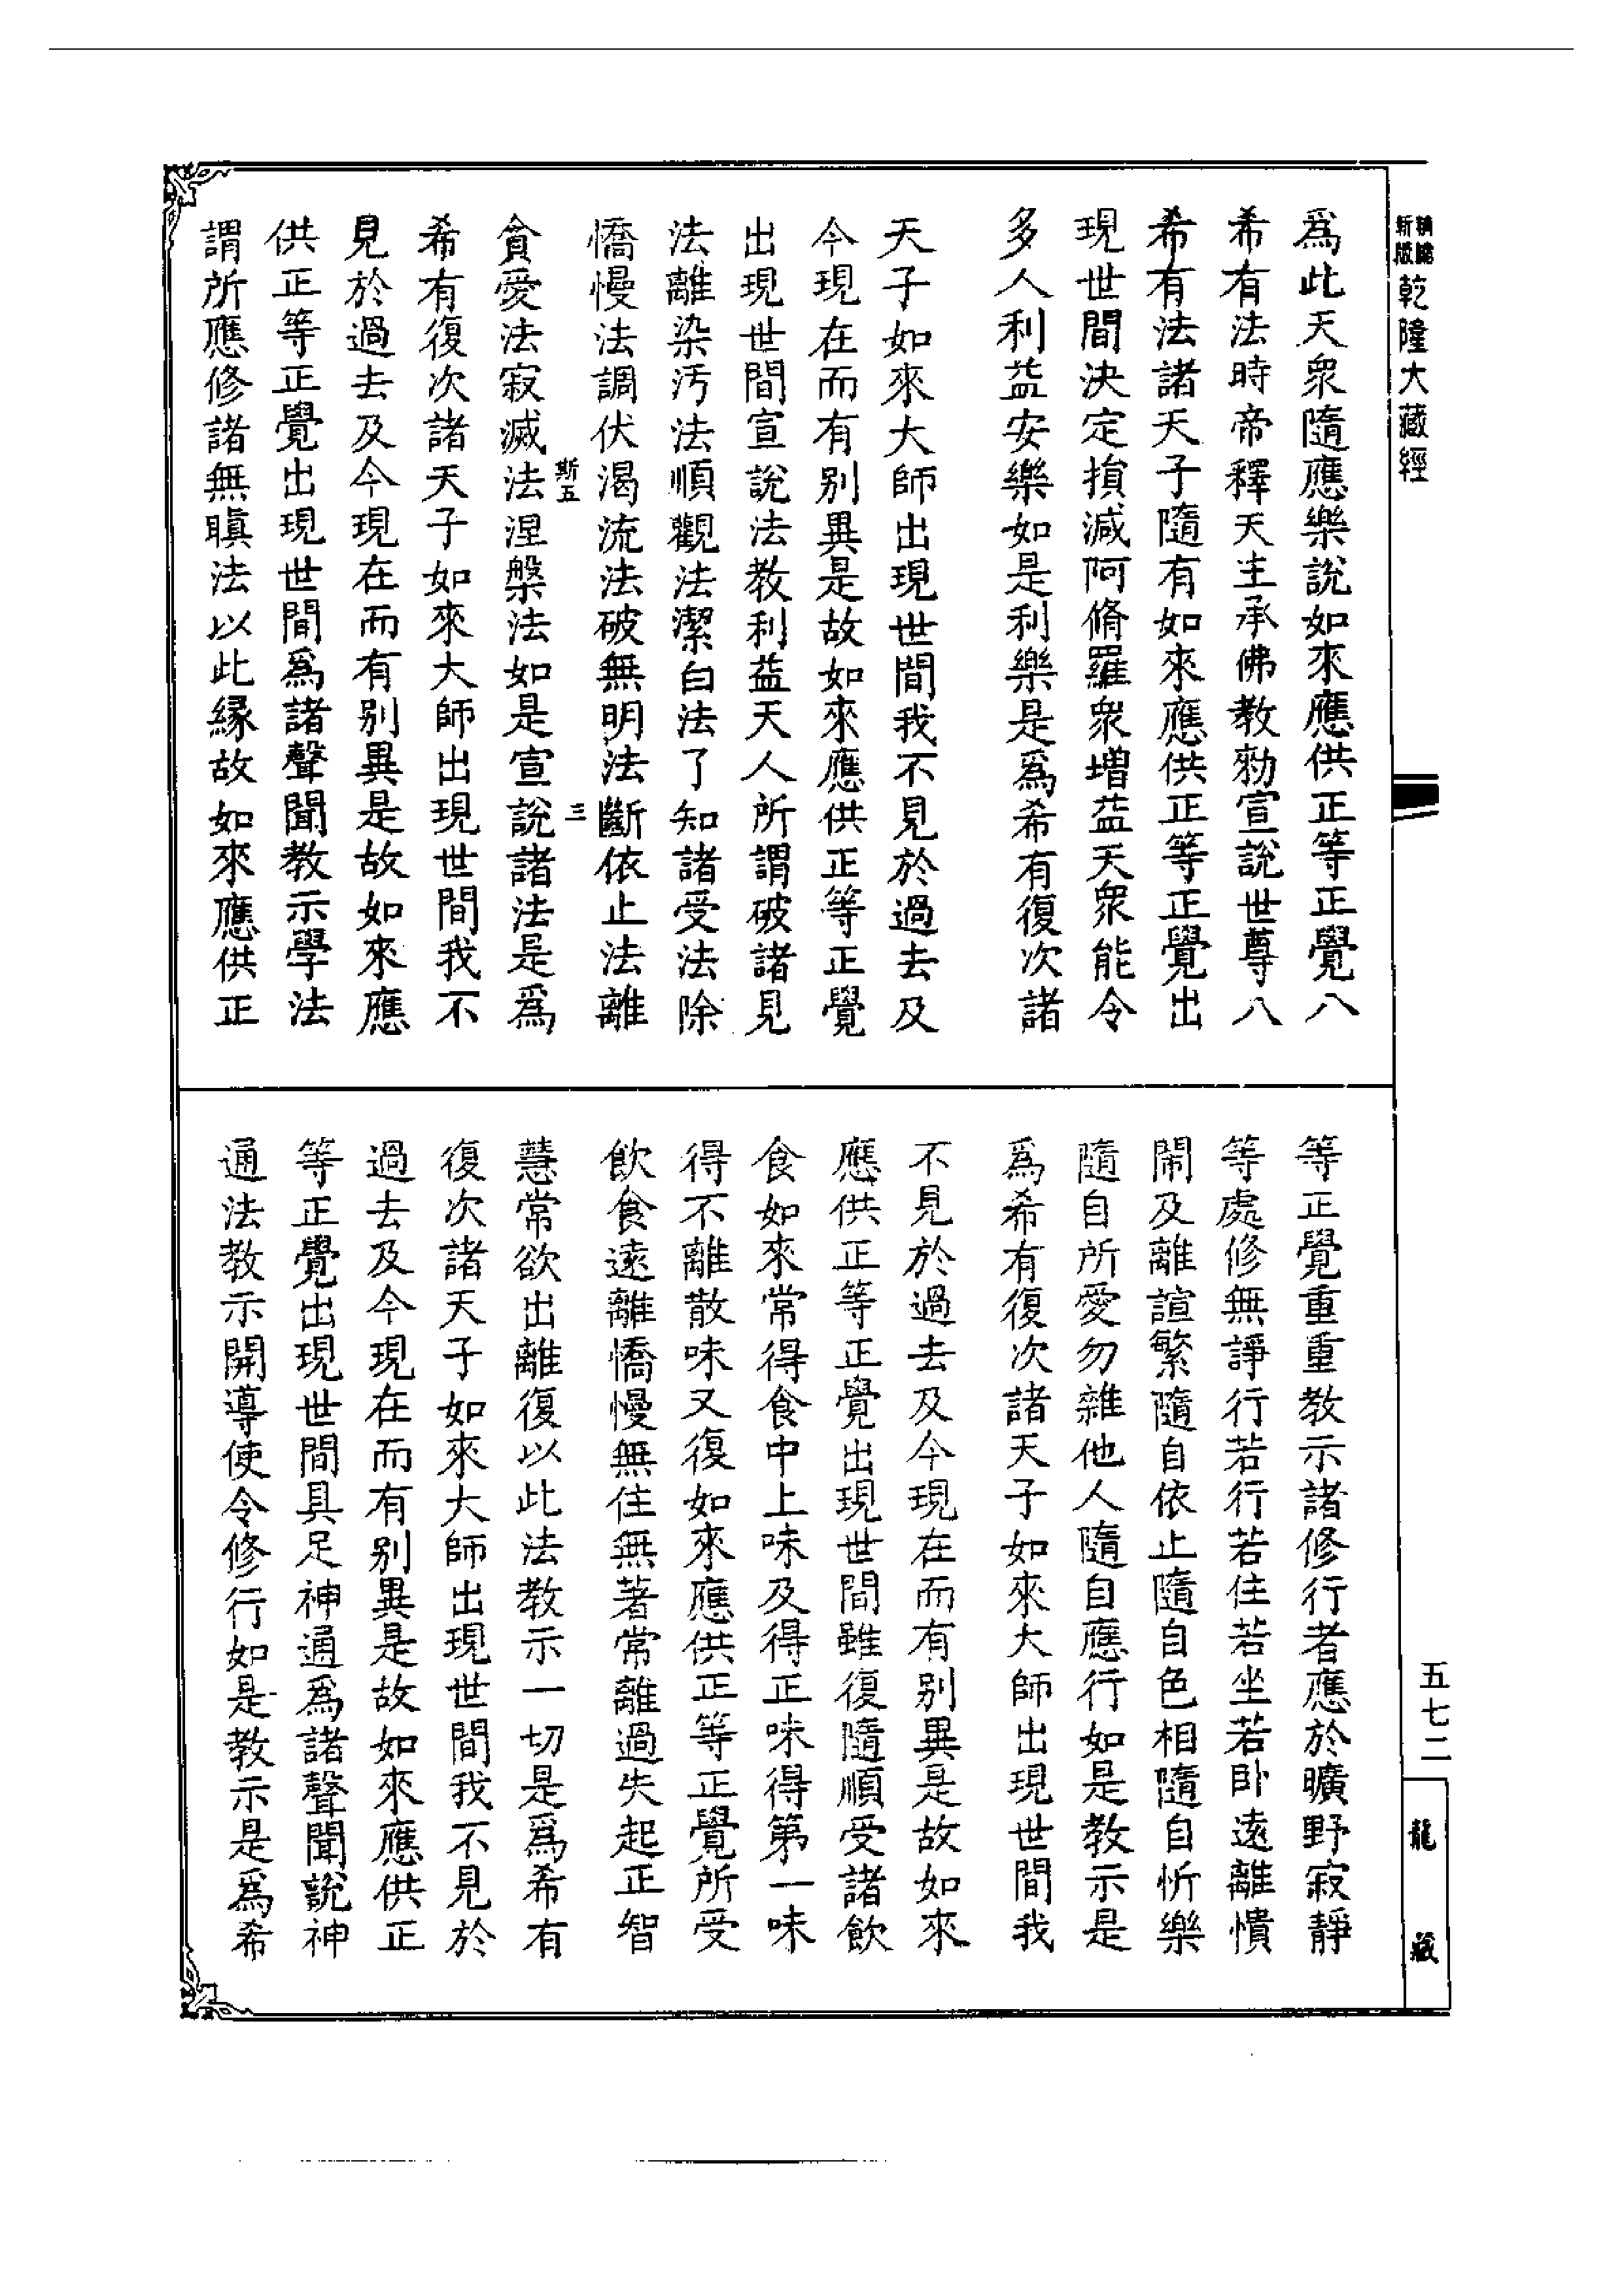 新版
乾隆大藏經
爲此天衆隨應樂說如來應供正等正覺八
希有法時帝釋天主承佛教勑宣說世尊八
希有法諸天子隨有如來應供正等正覺出
現世間決定損減阿脩羅衆增益天衆能令
多人利益安樂如是利樂是爲希有復次諸
天子如來大師出現世間我不見於過去及
今現在而有别異是故如來應供正等正覺
出現世間宣說法教利益天人所謂破諸見
法離染汚法順觀法潔白法了知諸受法除
憍慢法調伏渴流法破無明法斷依止法離
斯五
三
貪愛法寂滅法涅槃法如是宣說諸法是爲
希有復次諸天子如來大師出現世間我不
見於過去及今現在而有别異是故如來應
供正等正覺出現世間爲諸聲聞教示學法
謂所應修諸無瞋法以此緣故如來應供正
等正覺重重教示諸修行者應於曠野寂靜
等處修無諍行若行若住若坐若卧遠離憒
鬧及離諠繁隨自依止隨自色相隨自忻樂
隨自所愛勿雜他人隨自應行如是教示是
爲希有復次諸天子如來大師出現世間我
不見於過去及今現在而有别異是故如來
應供正等正覺出現世間雖復隨順受諸飲
食如來常得食中上味及得正味得第一味
得不離散味又復如來應供正等正覺所受
飲食遠離憍慢無住無著常離過失起正智
慧常欲出離復以此法教示一切是爲希有
復次諸天子如來大師出現世間我不見於
過去及今現在而有别異是故如來應供正
等正覺出現世間具足神通爲諸聲聞說神
通法教示開導使令修行如是教示是爲希
五七二
龍藏